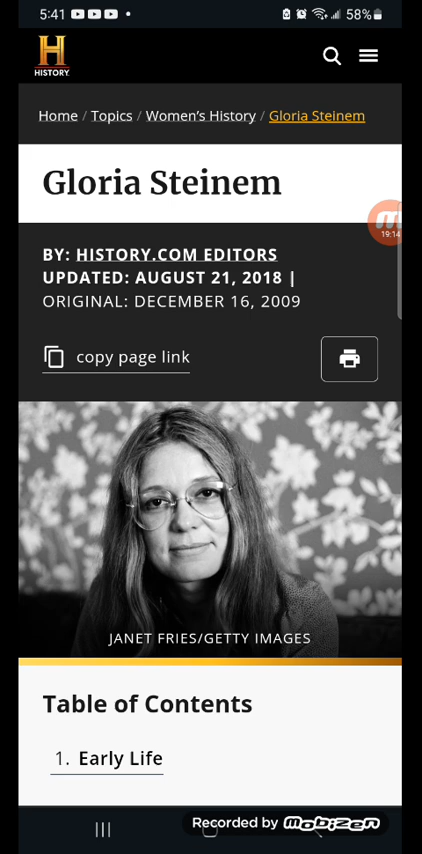 5:41
58%
H
HISTORY.
Home / Topics / Women's History / Gloria Steinem
Gloria Steinem
19:14
BY: HISTORY.COM EDITORS
UPDATED: AUGUST 21, 2018 |
ORIGINAL: DECEMBER 16, 2009
copy page link
JANET FRIES/GETTY IMAGES
Table of Contents
1. Early Life
Recorded by mobizen